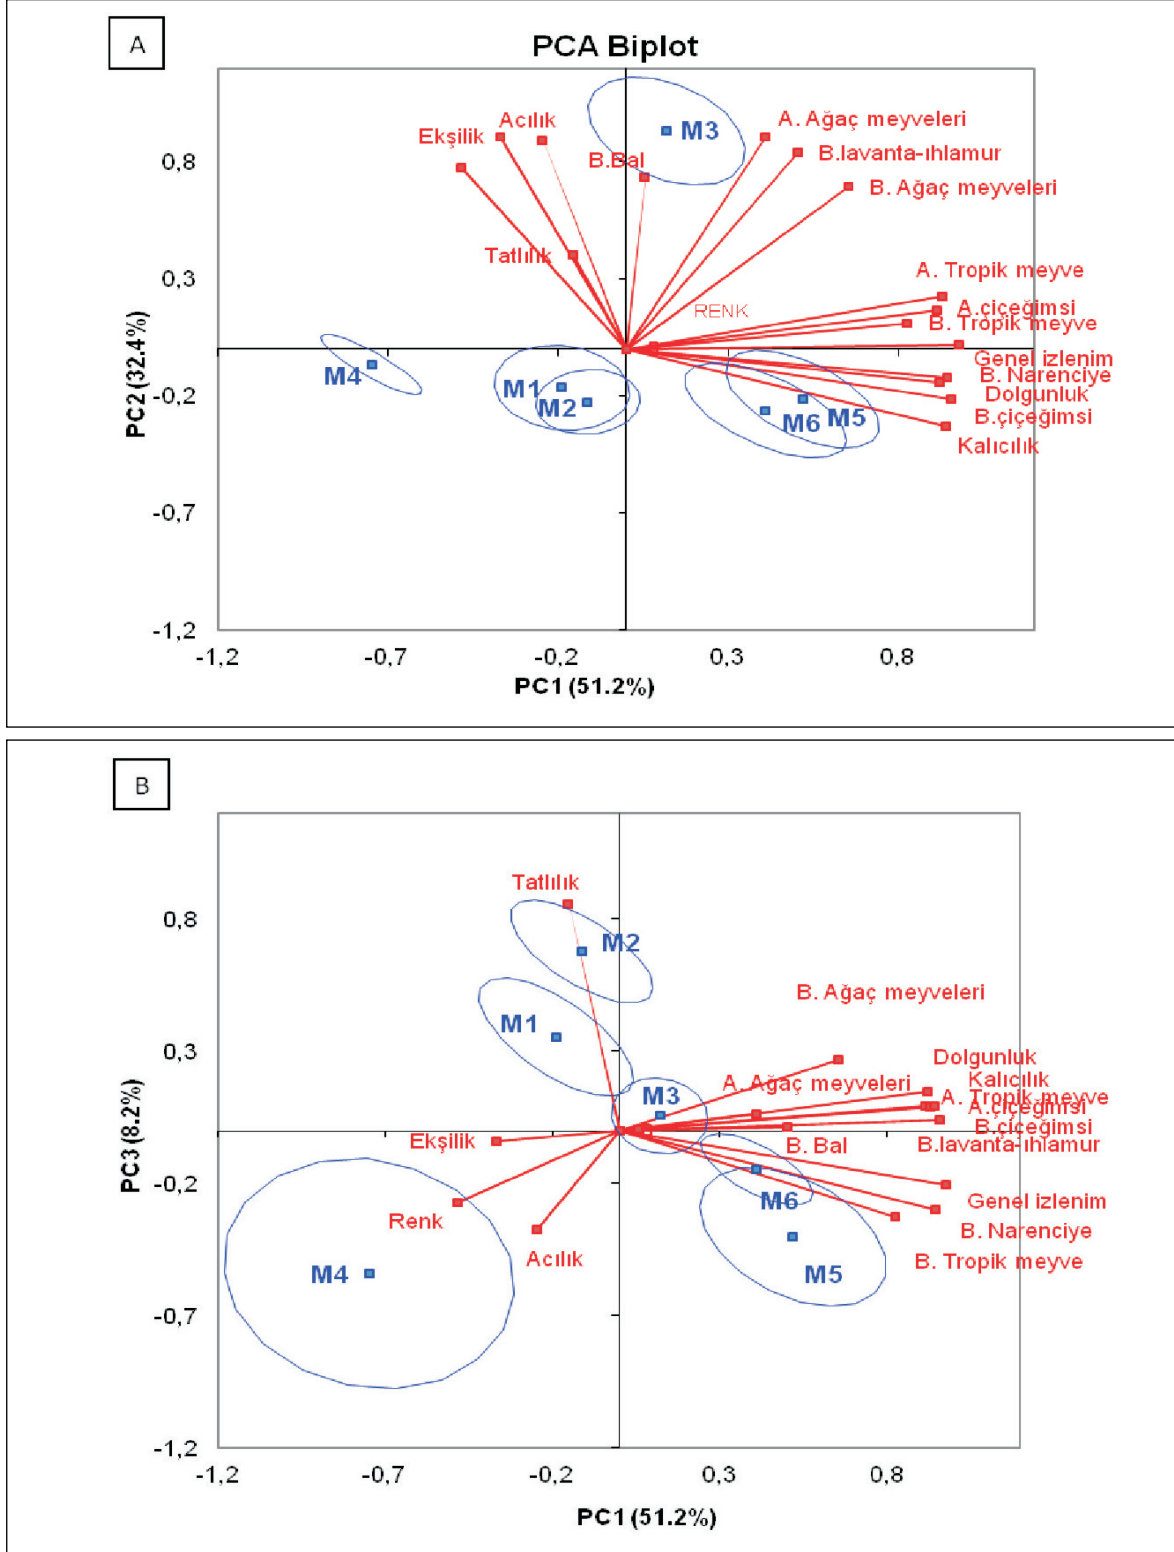 A
PCA Biplot
M3
A. Ağaç meyveleri
Acılık
Ekşilik
B.Bal
B.lavanta-ıhlamur
0.8
B. Ağaç meyveleri
Tatlılık
A. Tropik meyve
0.3
RENK
A.çiçeğimsi
B. Tropik meyve
Genel izlenim
M4
M1
B. Narenciye
-0.2
M2
Dolgunluk
M6
M5
B.çiçeğimsi
Kalıcılık
-0,7
-1,2
PC2 (32.4%)
-1,2
-0,7
-0,2
0,3
0,8
PC1 (51.2%)
B
Tatlılık
0,8
M2
B. Ağaç meyveleri
M1
0.3
Dolgunluk
Kalıcılık
A. Ağaç meyveleri
M3
A. Tropik meyve
A.çiçeğimsi
B.çiçeğimsi
Ekşilik
B. Bal
B.lavanta-ıhlamur
-0.2
M6
Genel izlenim
Renk
B. Narenciye
Acılık
B. Tropik meyve
M4
M5
-0,7
-1,2
PC3 (8.2%)
-1,2
-0,7
-0,2
0,3
0,8
PC1 (51.2%)